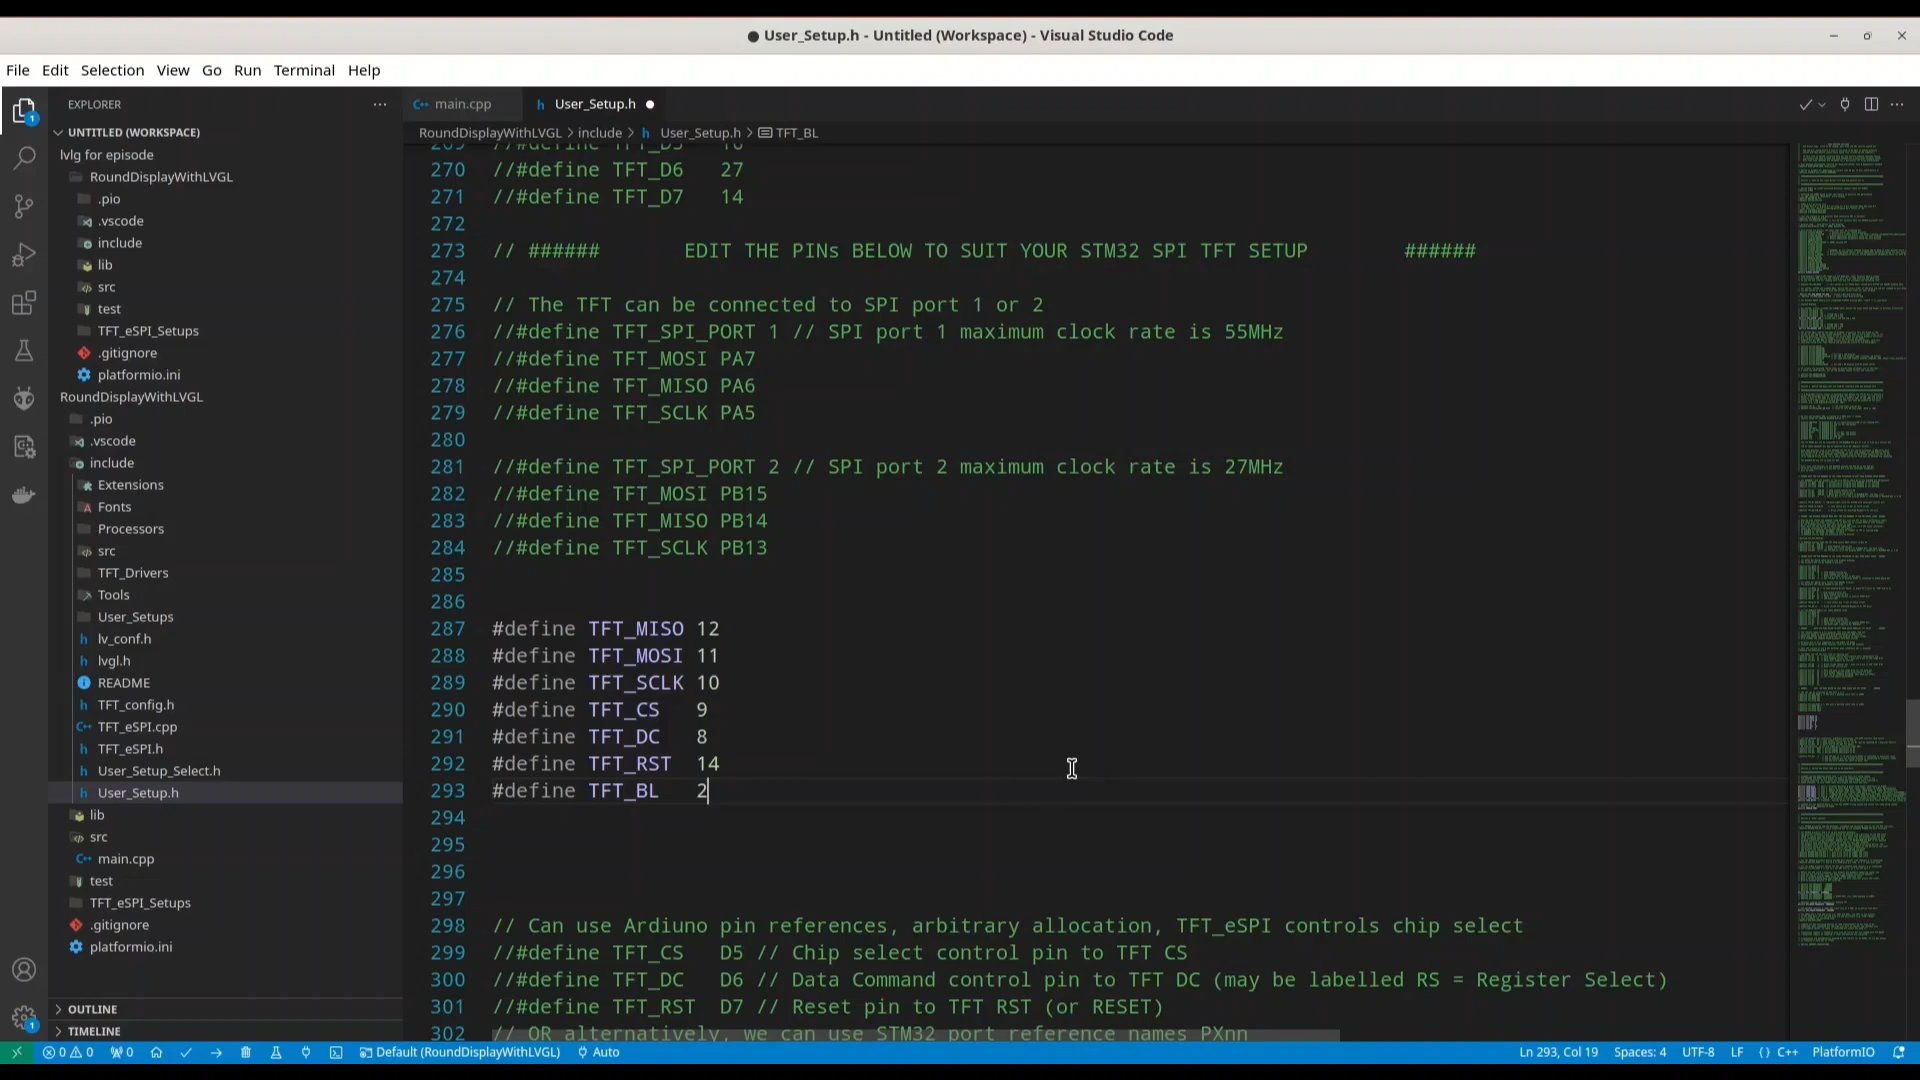 User_Setup.h - Untitled (Workspace) - Visual Studio Code
File Edit Selection View Go Run Terminal Help
EXPLORER
UNTITLED (WORKSPACE)
lvlg for episode
RoundDisplayWithLVGL
.pio
.vscode
include
lib
src
test
TFT_eSPI_Setups
.gitignore
platformio.ini
RoundDisplayWithLVGL
.pio
.vscode
include
Extensions
Fonts
Processors
src
TFT_Drivers
Tools
User_Setups
lv_conf.h
lvgl.h
README
TFT_config.h
TFT_eSPI.cpp
TFT_eSPI.h
User_Setup_Select.h
User_Setup.h
lib
src
main.cpp
test
TFT_eSPI_Setups
.gitignore
platformio.ini
OUTLINE
TIMELINE
main.cpp User_Setup.h
RoundDisplayWithLVGL > include > h User_Setup.h > TFT_BL
269 //#define TFT_D5 16
270 //#define TFT_D6 27
271 //#define TFT_D7 14
272
273 // ###### EDIT THE PINs BELOW TO SUIT YOUR STM32 SPI TFT SETUP ######
274
275 // The TFT can be connected to SPI port 1 or 2
276 //#define TFT_SPI_PORT 1 // SPI port 1 maximum clock rate is 55MHz
277 //#define TFT_MOSI PA7
278 //#define TFT_MISO PA6
279 //#define TFT_SCLK PA5
280
281 //#define TFT_SPI_PORT 2 // SPI port 2 maximum clock rate is 27MHz
282 //#define TFT_MOSI PB15
283 //#define TFT_MISO PB14
284 //#define TFT_SCLK PB13
285
286
287 #define TFT_MISO 12
288 #define TFT_MOSI 11
289 #define TFT_SCLK 10
290 #define TFT_CS 9
291 #define TFT_DC 8
292 #define TFT_RST 14
293 #define TFT_BL 2
294
295
296
297
298 // Can use Ardiuno pin references, arbitrary allocation, TFT_eSPI controls chip select
299 //#define TFT_CS D5 // Chip select control pin to TFT CS
300 //#define TFT_DC D6 // Data Command control pin to TFT DC (may be labelled RS = Register Select)
301 //#define TFT_RST D7 // Reset pin to TFT RST (or RESET)
302 // OR alternatively, we can use STM32 port reference names PXnn
0 0 0 Default (RoundDisplayWithLVGL) Auto Ln 293, Col 19 Spaces: 4 UTF-8 LF {} C++ PlatformIO